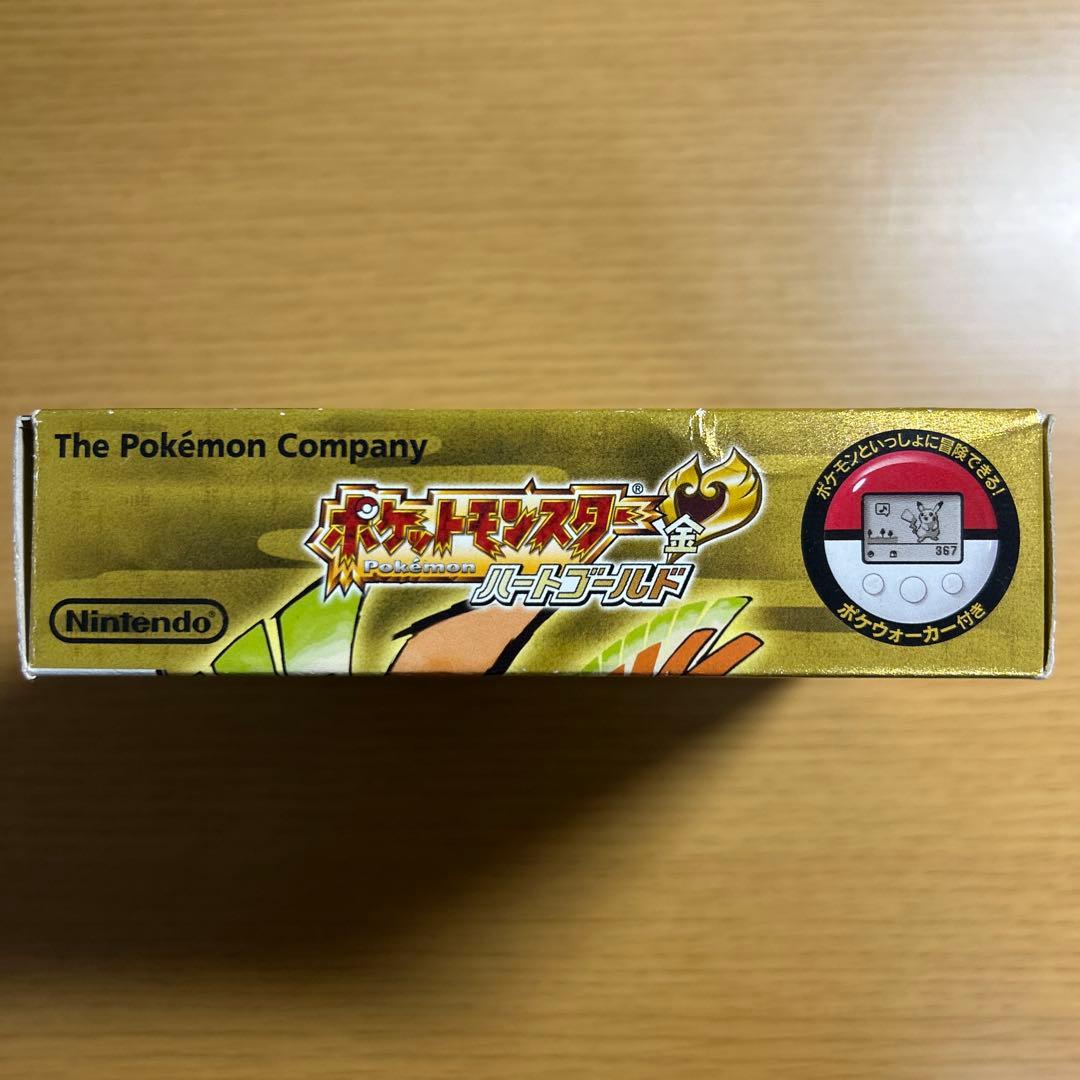 The Pokémon Company
ポケットモンスター®
Pokémon
金
ハートゴールド
Nintendo®
ポケモンといっしょに冒険できる!
367
ポケウォーカー付き